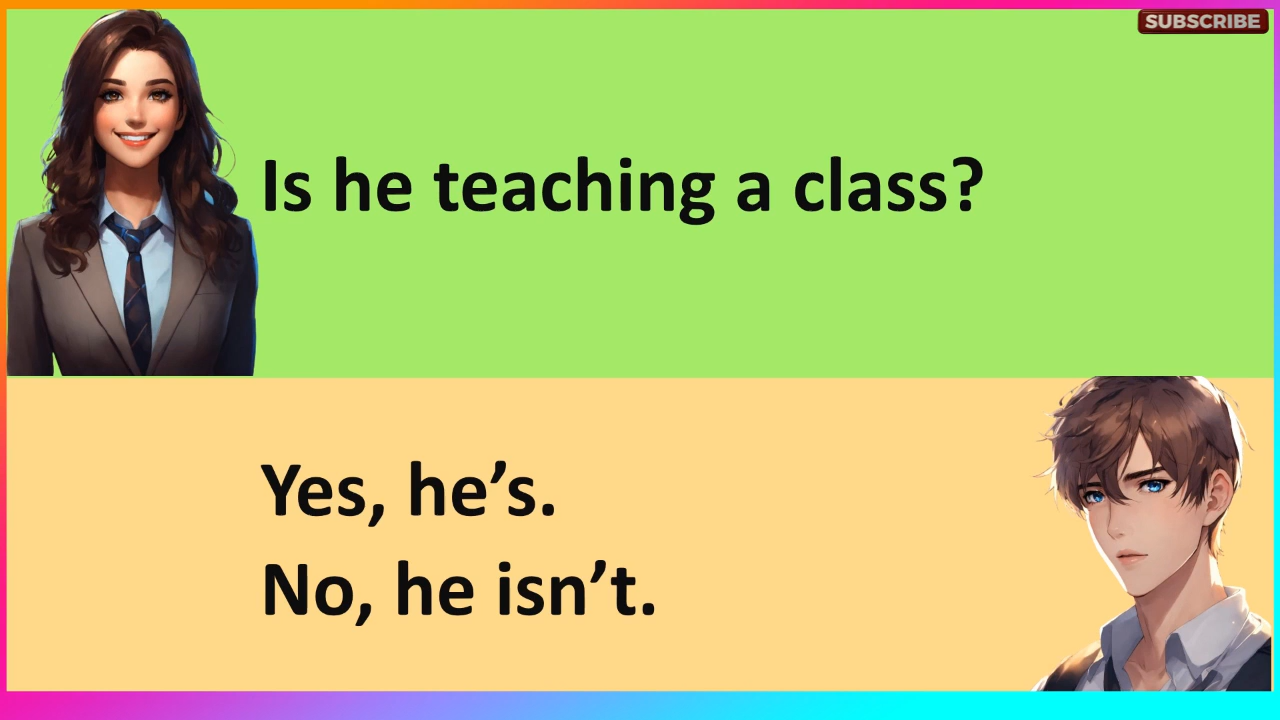 SUBSCRIBE
Is he teaching a class?
Yes, he’s.
No, he isn’t.